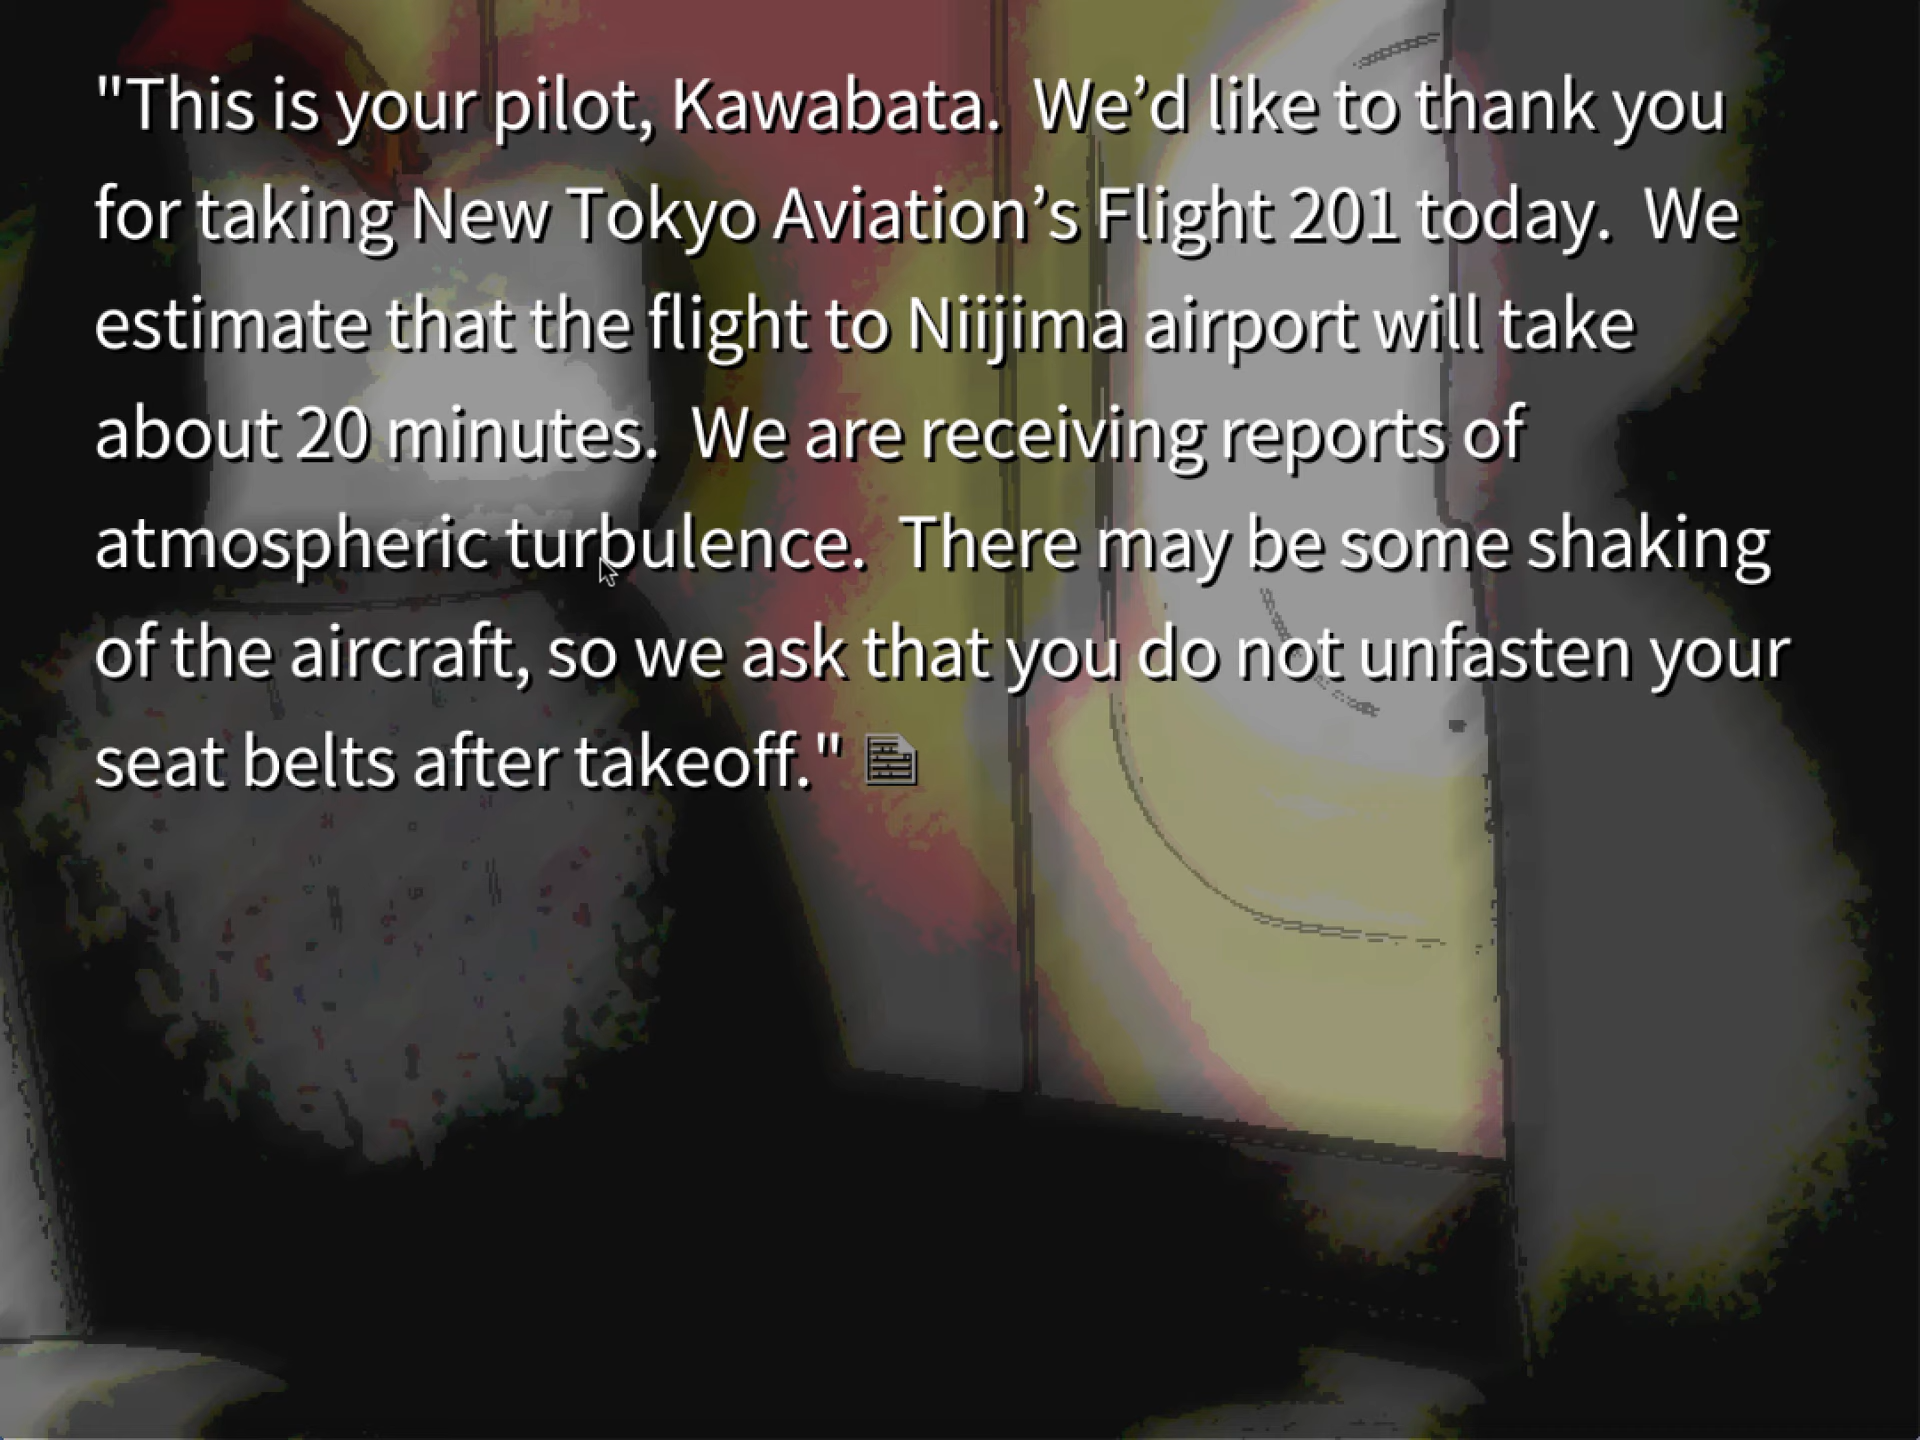 "This is your pilot, Kawabata.  We’d like to thank you
for taking New Tokyo Aviation’s Flight 201 today.  We
estimate that the flight to Niijima airport will take
about 20 minutes.  We are receiving reports of
atmospheric turbulence.  There may be some shaking
of the aircraft, so we ask that you do not unfasten your
seat belts after takeoff."